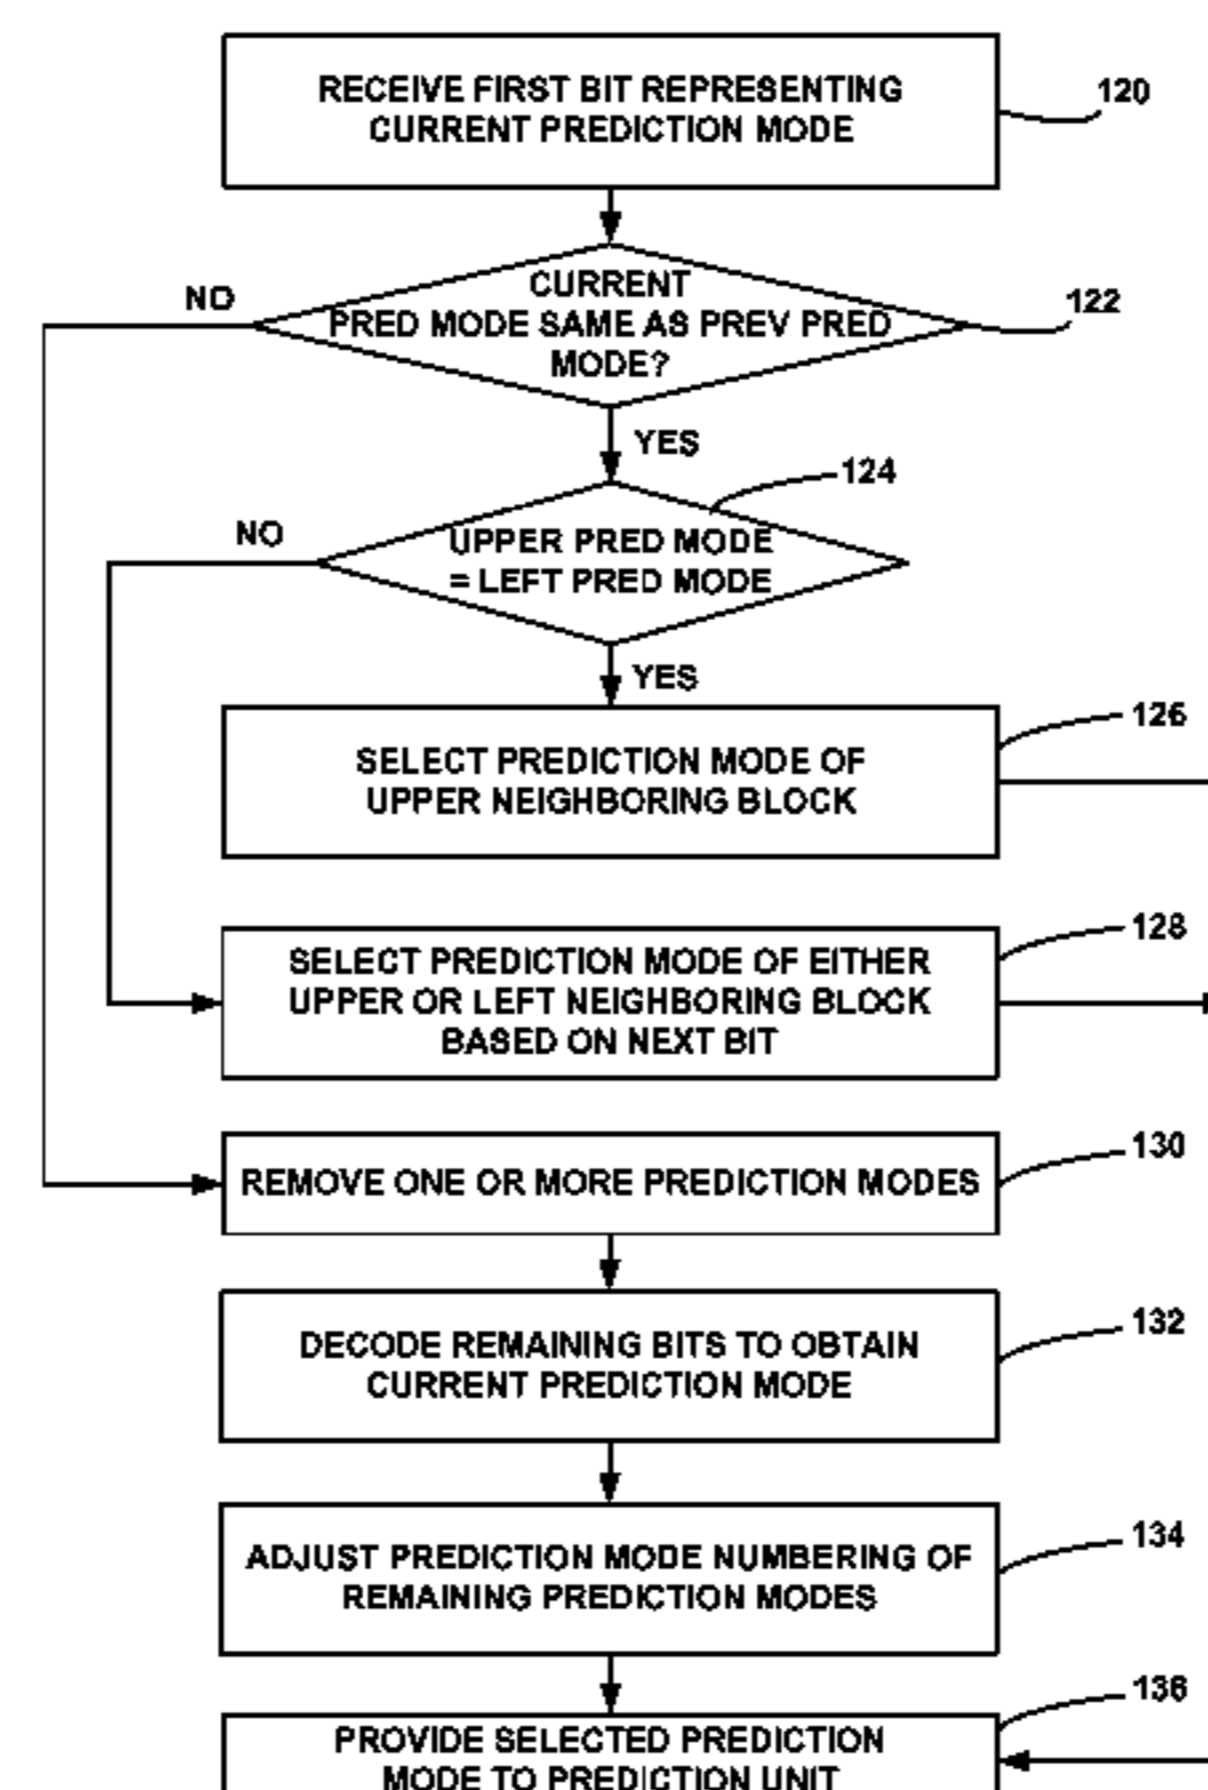 RECEIVE FIRST BIT REPRESENTING
CURRENT PREDICTION MODE
120
CURRENT
PRED MODE SAME AS PREV PRED
MODE?
122
NO
YES
124
UPPER PRED MODE
= LEFT PRED MODE
NO
YES
126
SELECT PREDICTION MODE OF
UPPER NEIGHBORING BLOCK
128
SELECT PREDICTION MODE OF EITHER
UPPER OR LEFT NEIGHBORING BLOCK
BASED ON NEXT BIT
130
REMOVE ONE OR MORE PREDICTION MODES
132
DECODE REMAINING BITS TO OBTAIN
CURRENT PREDICTION MODE
134
ADJUST PREDICTION MODE NUMBERING OF
REMAINING PREDICTION MODES
136
PROVIDE SELECTED PREDICTION
MODE TO PREDICTION UNIT